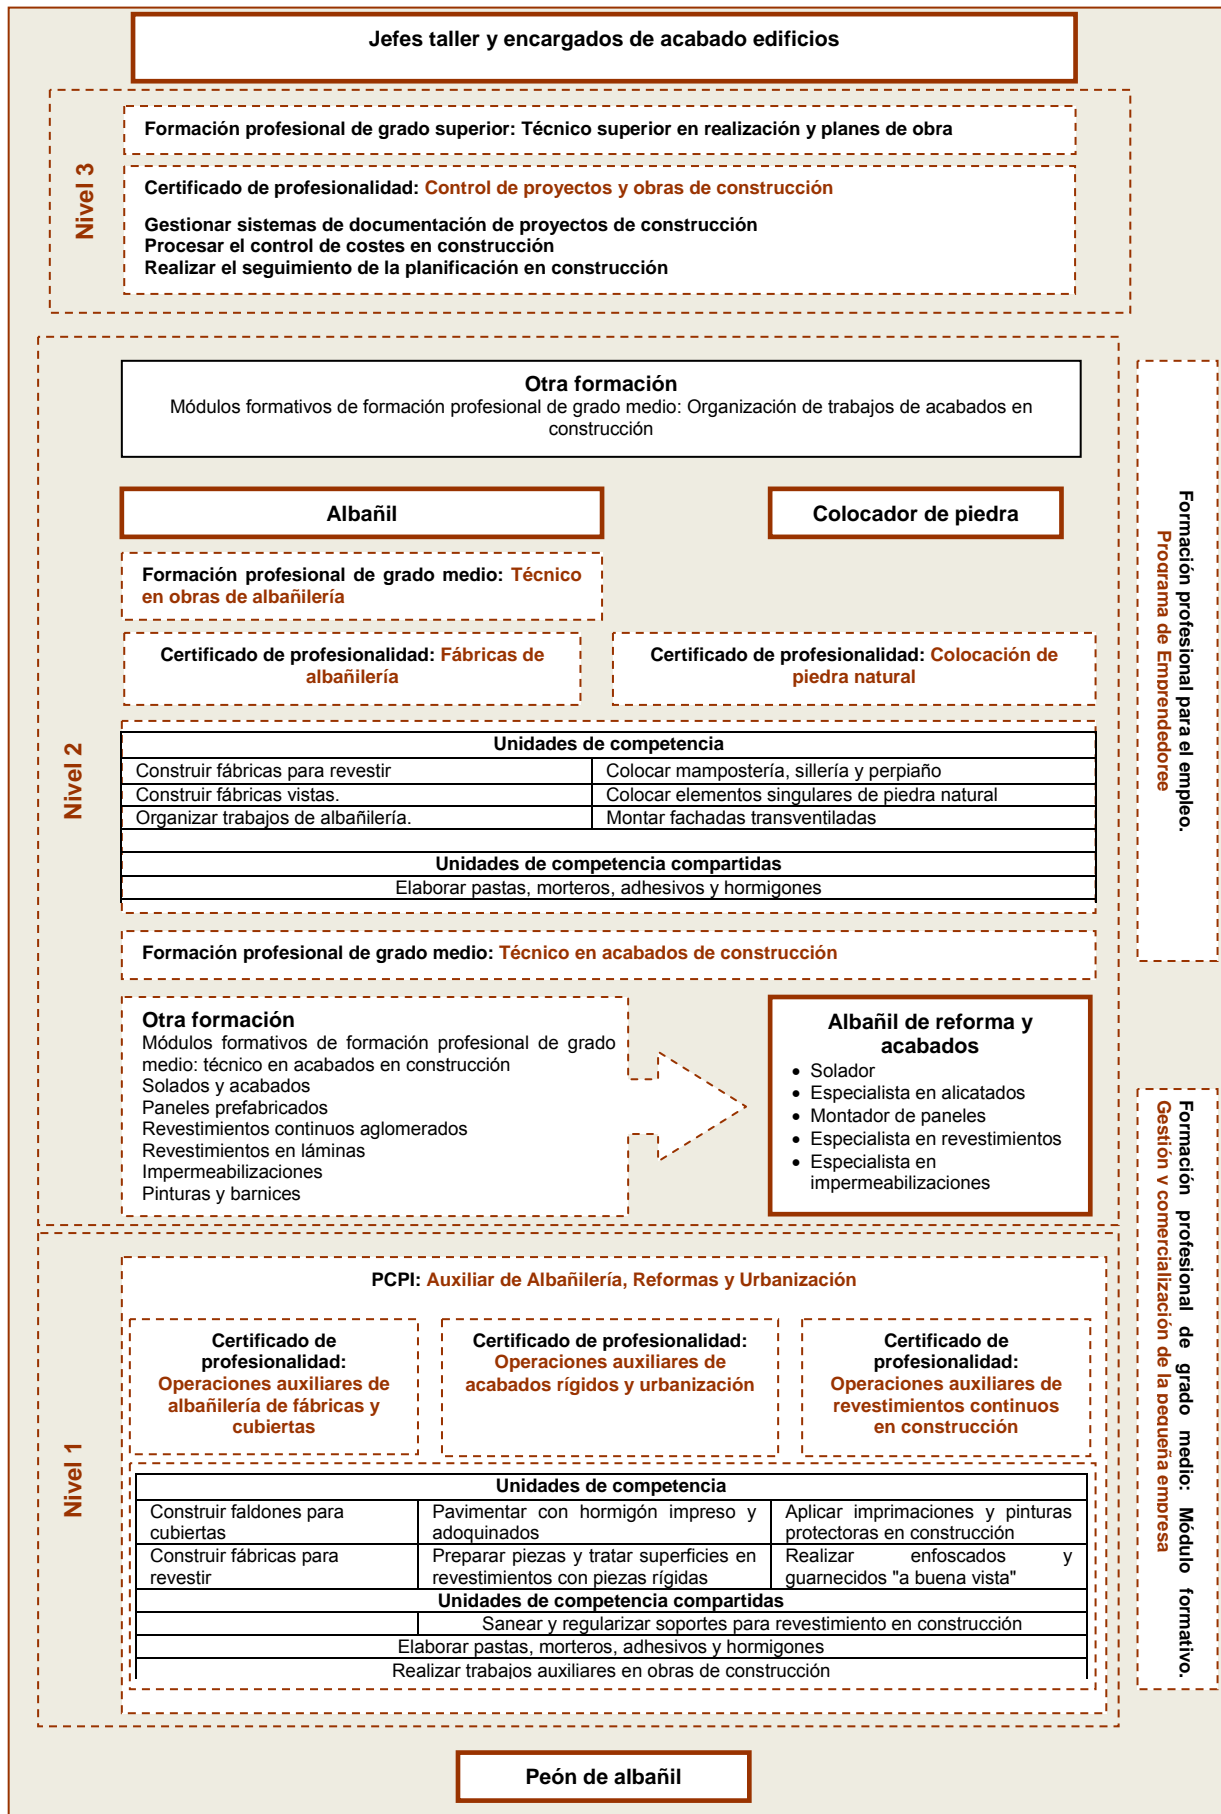 Jefes taller y encargados de acabado edificios
Nivel 3
Formación profesional de grado superior: Técnico superior en realización y planes de obra
Certificado de profesionalidad: Control de proyectos y obras de construcción
Gestionar sistemas de documentación de proyectos de construcción
Procesar el control de costes en construcción
Realizar el seguimiento de la planificación en construcción
Nivel 2
Otra formación
Módulos formativos de formación profesional de grado medio: Organización de trabajos de acabados en
construcción
Albañil
Colocador de piedra
Formación profesional de grado medio: Técnico
en obras de albañilería
Certificado de profesionalidad: Fábricas de
albañilería
Certificado de profesionalidad: Colocación de
piedra natural
Unidades de competencia
Construir fábricas para revestir
Colocar mampostería, sillería y perpiaño
Construir fábricas vistas.
Colocar elementos singulares de piedra natural
Organizar trabajos de albañilería.
Montar fachadas transventiladas
Unidades de competencia compartidas
Elaborar pastas, morteros, adhesivos y hormigones
Formación profesional de grado medio: Técnico en acabados de construcción
Otra formación
Módulos formativos de formación profesional de grado
medio: técnico en acabados en construcción
Solados y acabados
Paneles prefabricados
Revestimientos continuos aglomerados
Revestimientos en láminas
Impermeabilizaciones
Pinturas y barnices
Albañil de reforma y
acabados
• Solador
• Especialista en alicatados
• Montador de paneles
• Especialista en revestimientos
• Especialista en
impermeabilizaciones
Formación profesional para el empleo.
Programa de Emprendedoree
Nivel 1
PCPI: Auxiliar de Albañilería, Reformas y Urbanización
Certificado de
profesionalidad:
Operaciones auxiliares de
albañilería de fábricas y
cubiertas
Certificado de profesionalidad:
Operaciones auxiliares de
acabados rígidos y urbanización
Certificado de
profesionalidad:
Operaciones auxiliares de
revestimientos continuos
en construcción
Unidades de competencia
Construir faldones para
cubiertas
Pavimentar con hormigón impreso y
adoquinados
Aplicar imprimaciones y pinturas
protectoras en construcción
Construir fábricas para
revestir
Preparar piezas y tratar superficies en
revestimientos con piezas rígidas
Realizar enfoscados y
guarnecidos "a buena vista"
Unidades de competencia compartidas
Sanear y regularizar soportes para revestimiento en construcción
Elaborar pastas, morteros, adhesivos y hormigones
Realizar trabajos auxiliares en obras de construcción
Formación profesional de grado medio: Módulo formativo.
Gestión y comercialización de la pequeña empresa
Peón de albañil